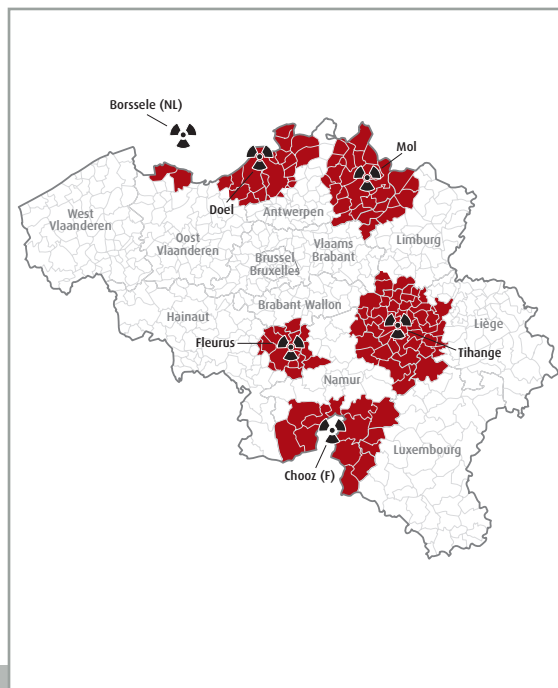 Borssele (NL)
Mol
Doel
West
Vlaanderen
Antwerpen
Oost
Vlaanderen
Vlaams
Brabant
Limburg
Brussel
Bruxelles
Hainaut
Brabant Wallon
Liège
Fleurus
Tihange
Namur
Luxembourg
Chooz (F)